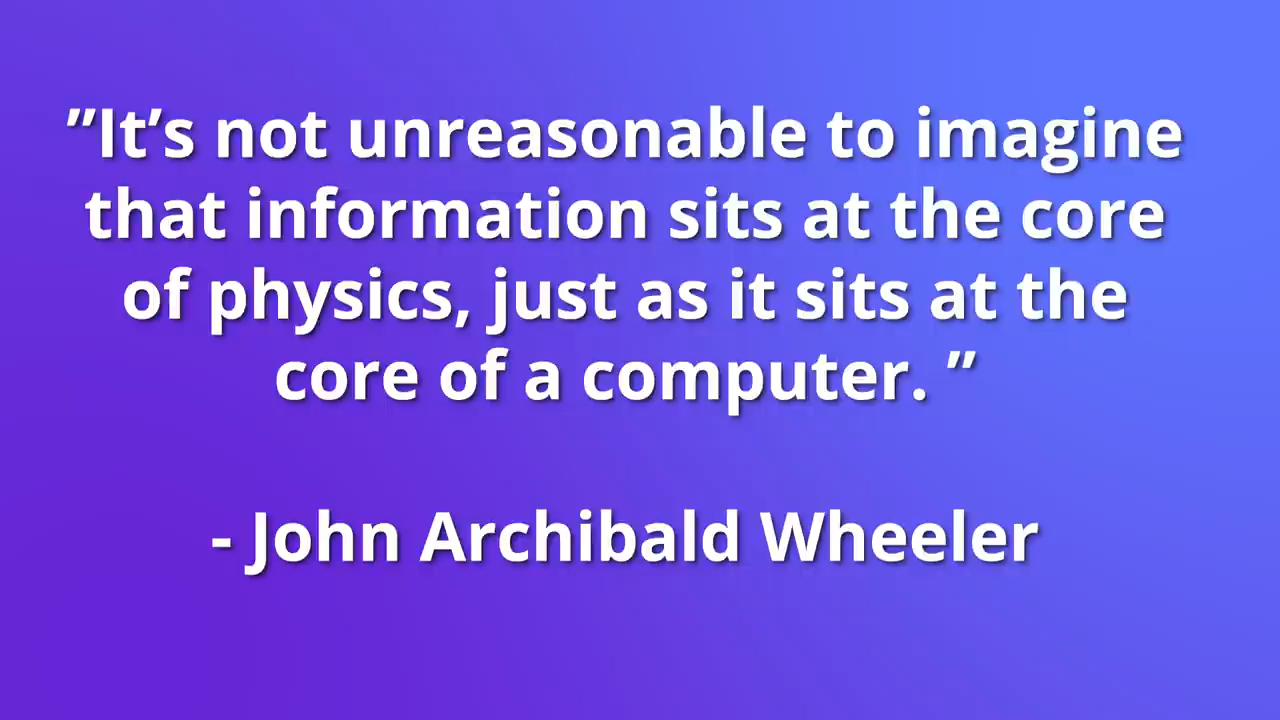 ”It’s not unreasonable to imagine
that information sits at the core
of physics, just as it sits at the
core of a computer. ”
- John Archibald Wheeler